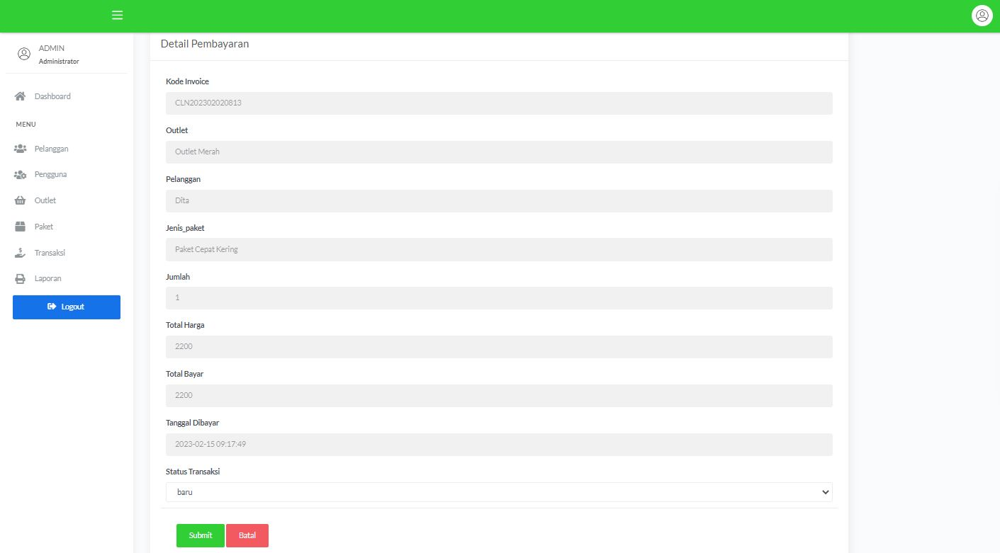 ADMIN
Administrator
Dashboard
MENU
Pelanggan
Pengguna
Outlet
Paket
Transaksi
Laporan
Logout
Detail Pembayaran
Kode Invoice
CLN202302020813
Outlet
Outlet Merah
Pelanggan
Dita
Jenis_paket
Paket Cepat Kering
Jumlah
1
Total Harga
2200
Total Bayar
2200
Tanggal Dibayar
2023-02-15 09:17:49
Status Transaksi
baru
Submit Batal